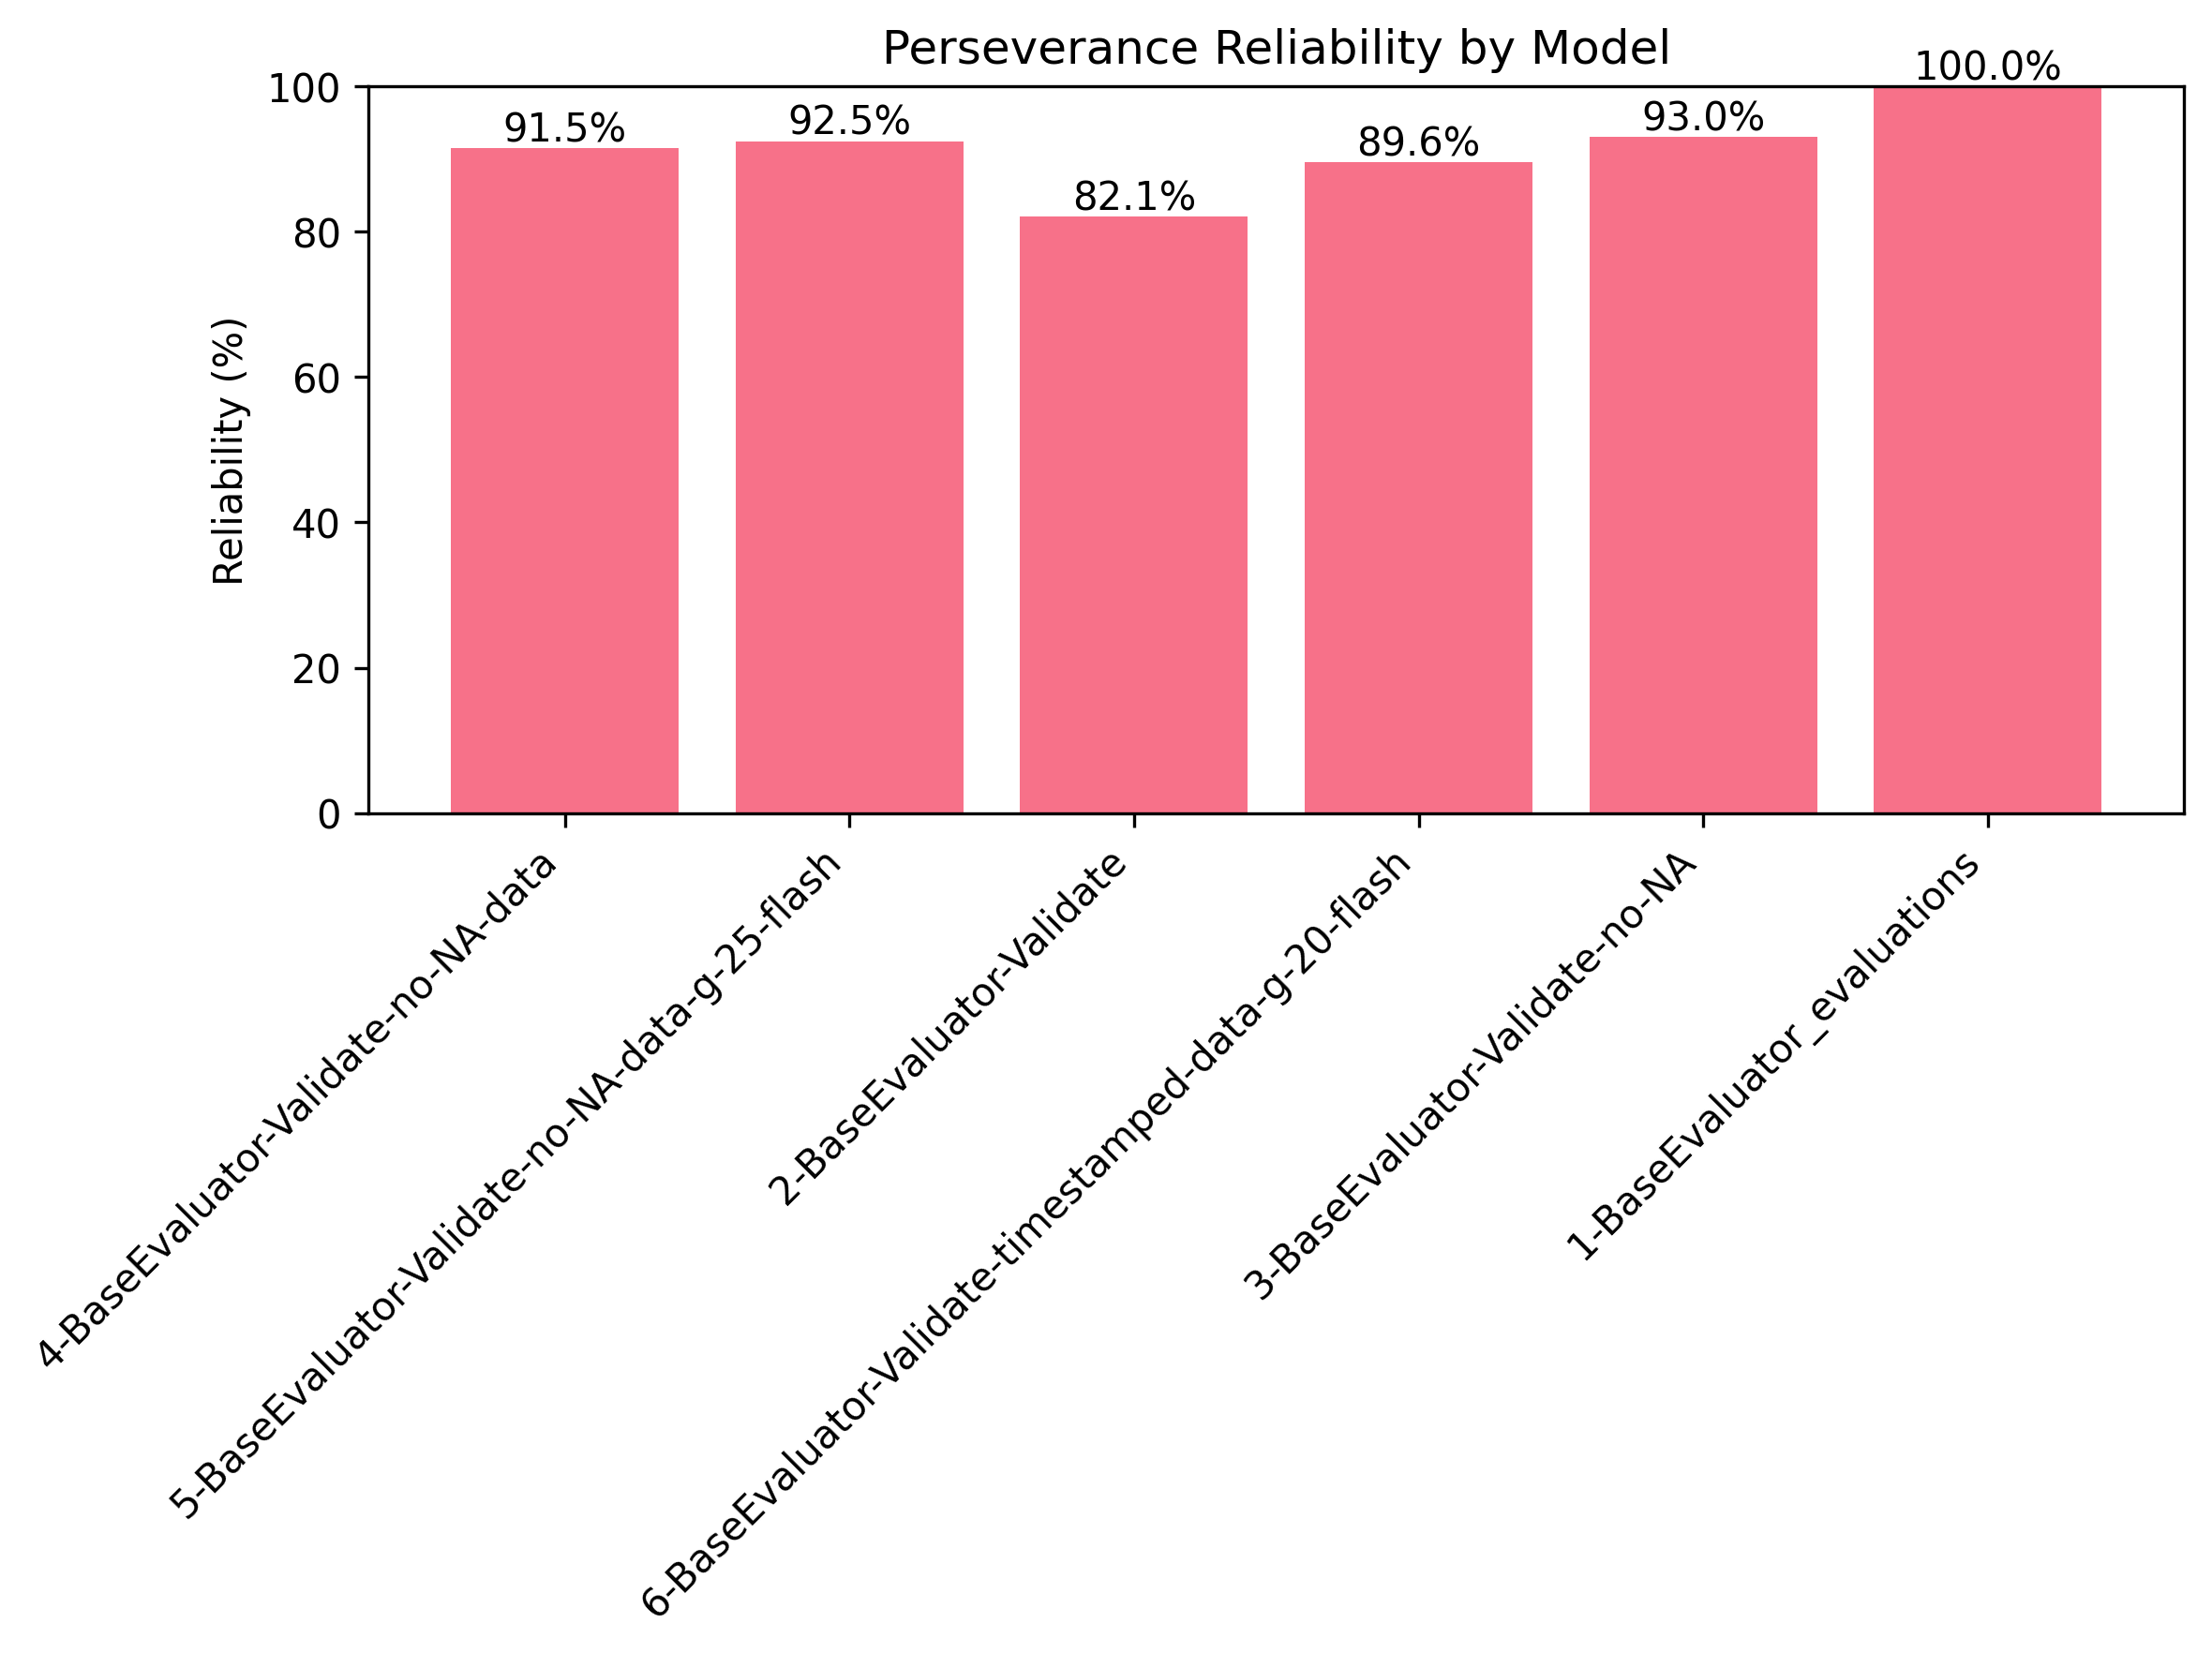 Perseverance Reliability by Model
Reliability (%)
100
80
60
40
20
0
91.5%
92.5%
82.1%
89.6%
93.0%
100.0%
4-BaseEvaluator-Validate-no-NA-data
5-BaseEvaluator-Validate-no-NA-data-g-25-flash
2-BaseEvaluator-Validate
6-BaseEvaluator-Validate-timestamped-data-g-20-flash
3-BaseEvaluator-Validate-no-NA
1-BaseEvaluator_evaluations